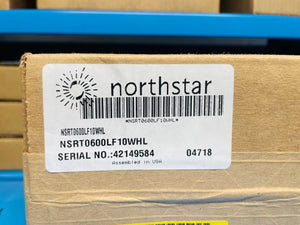 northstar
*NSRT0600LF10WHL*
NSRT0600LF10WHL
NSRT0600LF10WHL
SERIAL NO.:42149584 04718
Assembled in USA